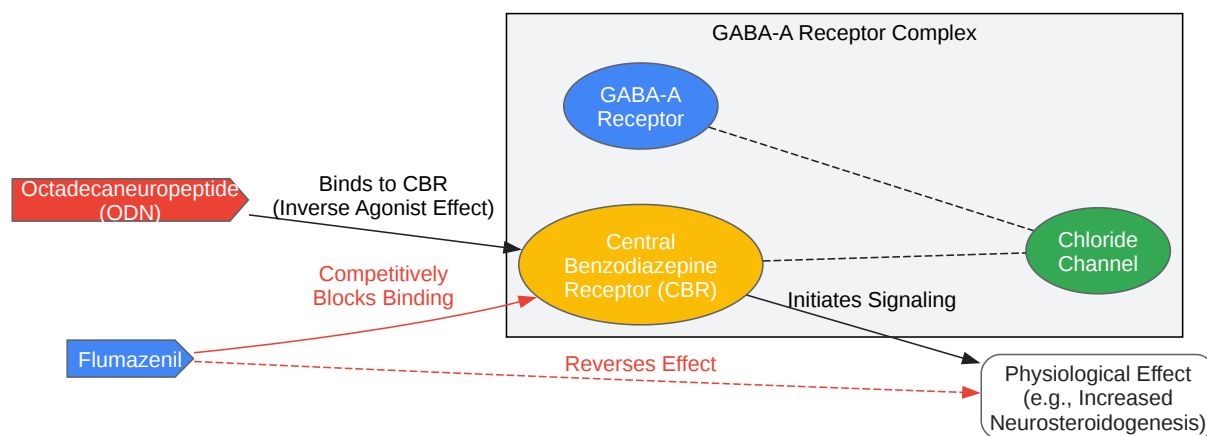 GABA-A Receptor Complex
GABA-A
Receptor
Octadecaneuropeptide
(ODN)
Binds to CBR
(Inverse Agonist Effect)
Central
Benzodiazepine
Receptor (CBR)
Chloride
Channel
Competitively
Blocks Binding
Initiates Signaling
Flumazenil
Reverses Effect
Physiological Effect
(e.g., Increased
Neurosteroidogenesis)